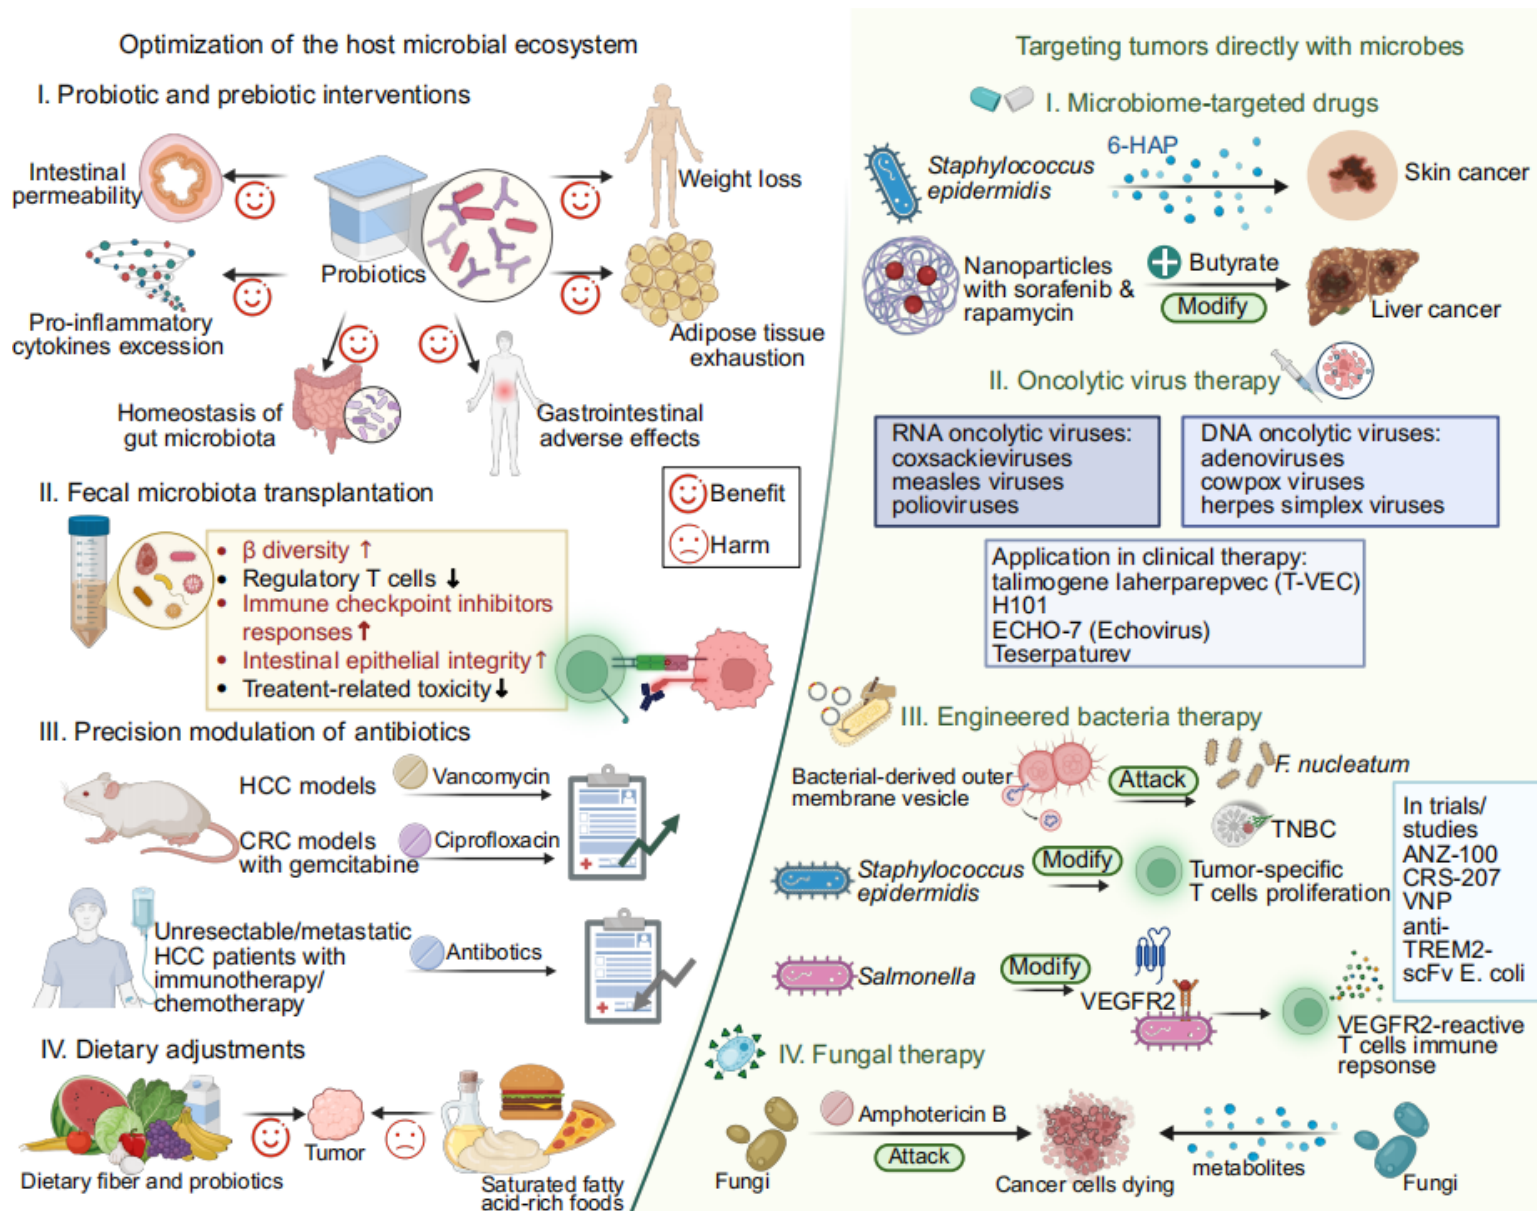 Optimization of the host microbial ecosystem
I. Probiotic and prebiotic interventions
Intestinal
permeability
Weight loss
Probiotics
Pro-inflammatory
cytokines excession
Adipose tissue
exhaustion
Homeostasis of
gut microbiota
Gastrointestinal
adverse effects
Benefit
Harm
II. Fecal microbiota transplantation
• β diversity ↑
• Regulatory T cells ↓
• Immune checkpoint inhibitors
responses ↑
• Intestinal epithelial integrity ↑
• Treatent-related toxicity ↓
III. Precision modulation of antibiotics
HCC models
Vancomycin
CRC models
with gemcitabine
Ciprofloxacin
Unresectable/metastatic
HCC patients with
immunotherapy/
chemotherapy
Antibotics
IV. Dietary adjustments
Tumor
Dietary fiber and probiotics
Saturated fatty
acid-rich foods
Targeting tumors directly with microbes
I. Microbiome-targeted drugs
Staphylococcus
epidermidis
6-HAP
Skin cancer
Nanoparticles
with sorafenib &
rapamycin
Butyrate
Modify
Liver cancer
II. Oncolytic virus therapy
RNA oncolytic viruses:
coxsackieviruses
measles viruses
polioviruses
DNA oncolytic viruses:
adenoviruses
cowpox viruses
herpes simplex viruses
Application in clinical therapy:
talimogene laherparepvec (T-VEC)
H101
ECHO-7 (Echovirus)
Teserpaturev
III. Engineered bacteria therapy
Bacterial-derived outer
membrane vesicle
Attack
F. nucleatum
TNBC
Staphylococcus
epidermidis
Modify
Tumor-specific
T cells proliferation
Salmonella
Modify
VEGFR2
VEGFR2-reactive
T cells immune
repsonse
In trials/
studies
ANZ-100
CRS-207
VNP
anti-
TREM2-
scFv E. coli
IV. Fungal therapy
Fungi
Amphotericin B
Attack
Cancer cells dying
metabolites
Fungi